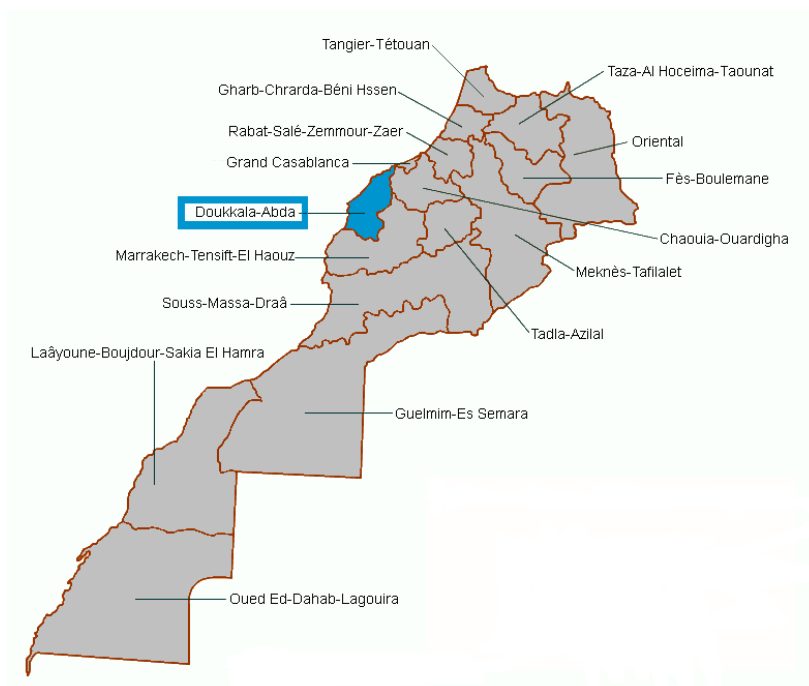 Tangier-Tétouan
Taza-Al Hoceima-Taounat
Gharb-Chrarda-Béni Hssen
Rabat-Salé-Zemmour-Zaer
Oriental
Grand Casablanca
Fès-Boulemane
Doukkala-Abda
Chaouia-Ouardigha
Marrakech-Tensift-El Haouz
Meknès-Tafilalet
Souss-Massa-Draâ
Tadla-Azilal
Laâyoune-Boujdour-Sakia El Hamra
Guelmim-Es Semara
Oued Ed-Dahab-Lagouira